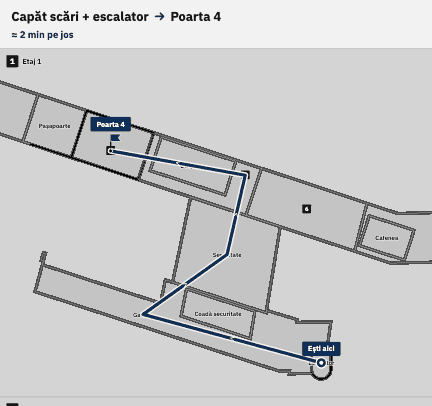 Capăt scări + escalator → Poarta 4
≈ 2 min pe jos
1 Etaj 1
Pașapoarte
Poarta 4
6
Cafenea
Coadă securitate
Ești aici